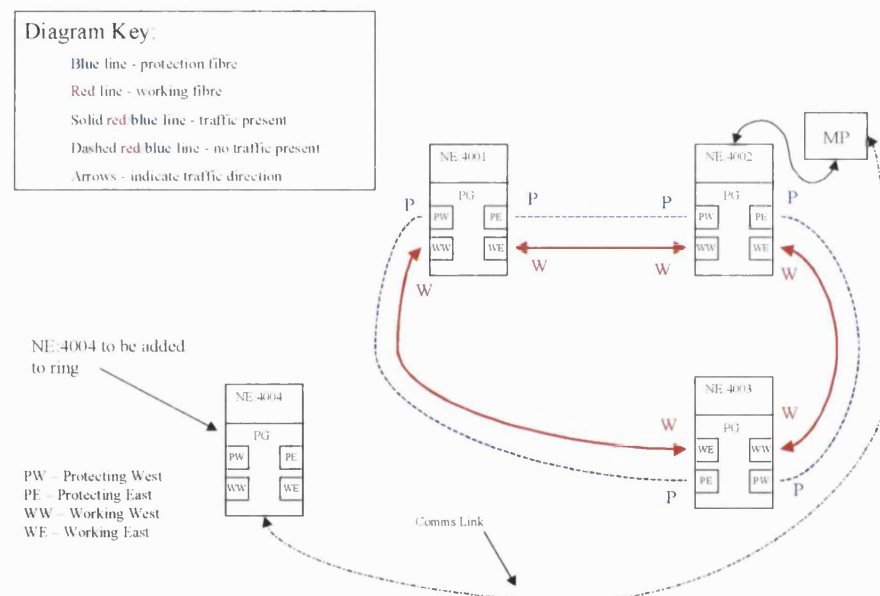 Diagram Key:
Blue line - protection fibre
Red line - working fibre
Solid red blue line - traffic present
Dashed red blue line - no traffic present
Arrows - indicate traffic direction
MP
NE:4001
PG
PW
PE
WW
WE
NE:4002
PG
PW
PE
WW
WE
P
P
P
P
W
W
W
W
NE:4004 to be added
to ring
NE:4004
PG
PW
PE
WW
WE
NE:4003
PG
WE
WW
PE
PW
W
W
P
P
PW – Protecting West
PE – Protecting East
WW – Working West
WE – Working East
Comms Link